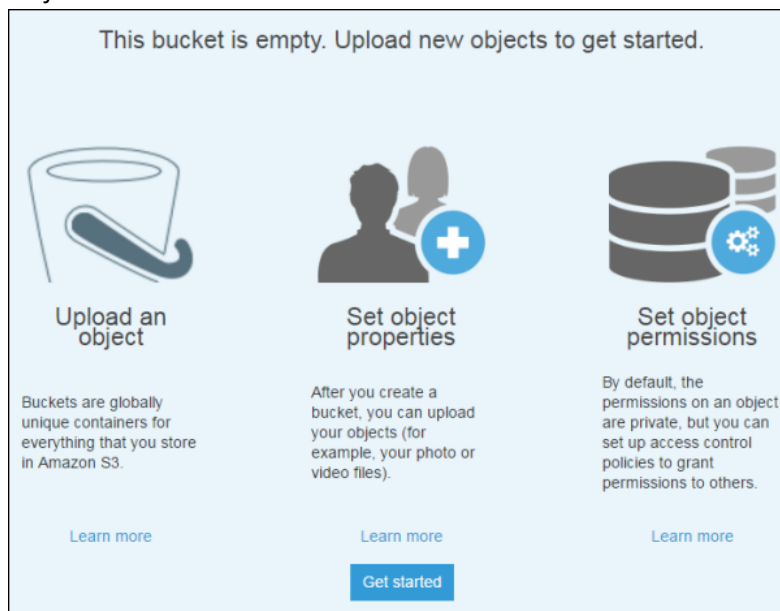 This bucket is empty. Upload new objects to get started.
Upload an
object
Buckets are globally
unique containers for
everything that you store
in Amazon S3.
Learn more
Set object
properties
After you create a
bucket, you can upload
your objects (for
example, your photo or
video files).
Learn more
Set object
permissions
By default, the
permissions on an object
are private, but you can
set up access control
policies to grant
permissions to others.
Learn more
Get started